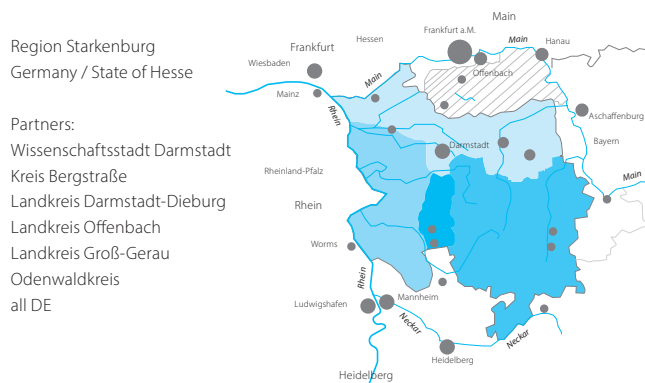 Region Starkenburg
Germany / State of Hesse
Partners:
Wissenschaftsstadt Darmstadt
Kreis Bergstraße
Landkreis Darmstadt-Dieburg
Landkreis Offenbach
Landkreis Groß-Gerau
Odenwaldkreis
all DE
Main
Frankfurt a.M.
Hessen
Main
Hanau
Frankfurt
Wiesbaden
Main
Offenbach
Mainz
Rhein
Aschaffenburg
Darmstadt
Bayern
Rheinland-Pfalz
Main
Rhein
Worms
Rhein
Ludwigshafen
Mannheim
Neckar
Neckar
Heidelberg
Heidelberg